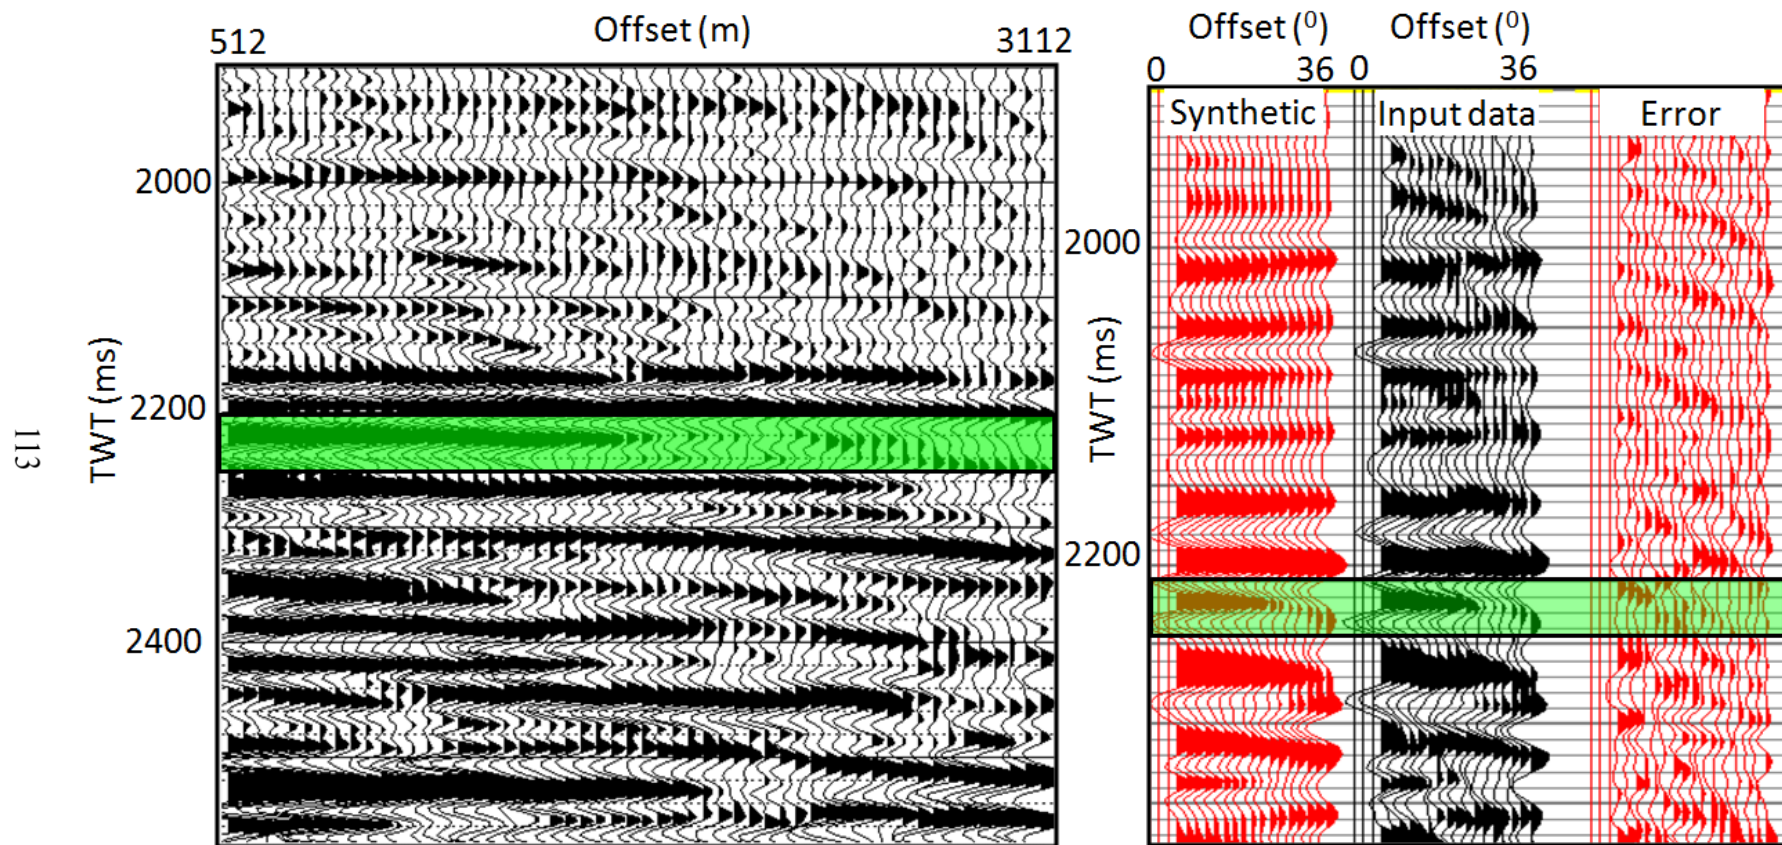 Offset (m)
512
3112
2000
2200
2400
TWT (ms)
113
Offset (⁰)
Offset (⁰)
0
36
0
36
Synthetic
Input data
Error
2000
2200
TWT (ms)